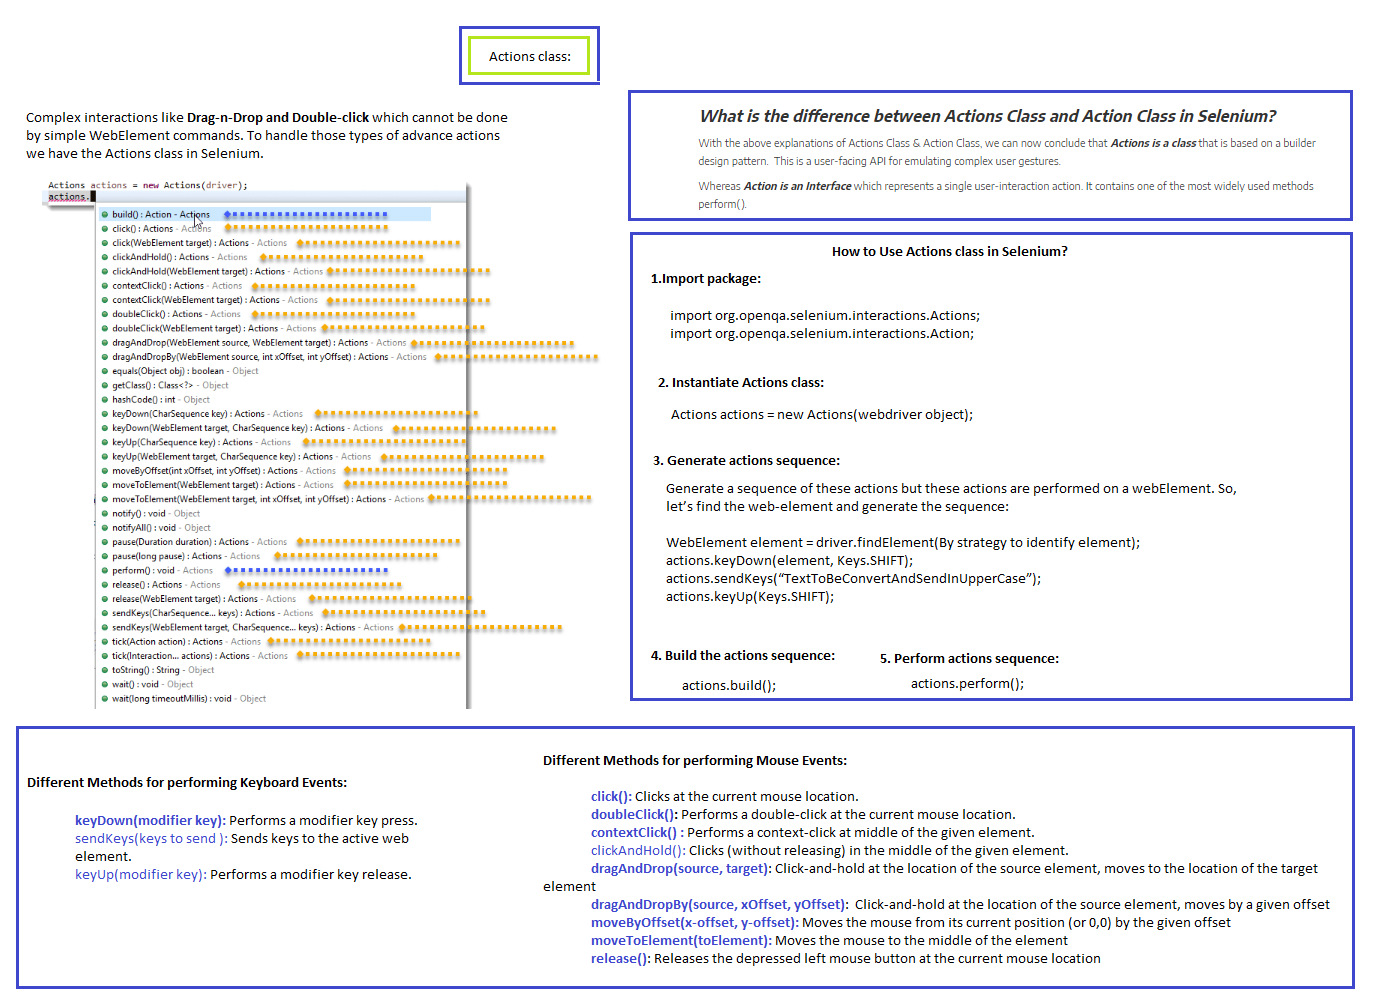 Actions class:
Complex interactions like Drag-n-Drop and Double-click which cannot be done
by simple WebElement commands. To handle those types of advance actions
we have the Actions class in Selenium.
Actions actions = new Actions(driver);
actions.
build() : Action - Actions
click() : Actions - Actions
click(WebElement target) : Actions - Actions
clickAndHold() : Actions - Actions
clickAndHold(WebElement target) : Actions - Actions
contextClick() : Actions - Actions
contextClick(WebElement target) : Actions - Actions
doubleClick() : Actions - Actions
doubleClick(WebElement target) : Actions - Actions
dragAndDrop(WebElement source, WebElement target) : Actions - Actions
dragAndDropBy(WebElement source, int xOffset, int yOffset) : Actions - Actions
equals(Object obj) : boolean - Object
getClass() : Class<?> - Object
hashCode() : int - Object
keyDown(CharSequence key) : Actions - Actions
keyDown(WebElement target, CharSequence key) : Actions - Actions
keyUp(CharSequence key) : Actions - Actions
keyUp(WebElement target, CharSequence key) : Actions - Actions
moveByOffset(int xOffset, int yOffset) : Actions - Actions
moveToElement(WebElement target) : Actions - Actions
moveToElement(WebElement target, int xOffset, int yOffset) : Actions - Actions
notify() : void - Object
notifyAll() : void - Object
pause(Duration duration) : Actions - Actions
pause(long pause) : Actions - Actions
perform() : void - Actions
release() : Actions - Actions
release(WebElement target) : Actions - Actions
sendKeys(CharSequence... keys) : Actions - Actions
sendKeys(WebElement target, CharSequence... keys) : Actions - Actions
tick(Action action) : Actions - Actions
tick(Interaction... actions) : Actions - Actions
toString() : String - Object
wait() : void - Object
wait(long timeoutMillis) : void - Object
What is the difference between Actions Class and Action Class in Selenium?
With the above explanations of Actions Class & Action Class, we can now conclude that Actions is a class that is based on a builder
design pattern. This is a user-facing API for emulating complex user gestures.
Whereas Action is an Interface which represents a single user-interaction action. It contains one of the most widely used methods
perform().
How to Use Actions class in Selenium?
1.Import package:
import org.openqa.selenium.interactions.Actions;
import org.openqa.selenium.interactions.Action;
2. Instantiate Actions class:
Actions actions = new Actions(webdriver object);
3. Generate actions sequence:
Generate a sequence of these actions but these actions are performed on a webElement. So,
let’s find the web-element and generate the sequence:
WebElement element = driver.findElement(By strategy to identify element);
actions.keyDown(element, Keys.SHIFT);
actions.sendKeys(“TextToBeConvertAndSendInUpperCase”);
actions.keyUp(Keys.SHIFT);
4. Build the actions sequence:
actions.build();
5. Perform actions sequence:
actions.perform();
Different Methods for performing Keyboard Events:
keyDown(modifier key): Performs a modifier key press.
sendKeys(keys to send ): Sends keys to the active web
element.
keyUp(modifier key): Performs a modifier key release.
Different Methods for performing Mouse Events:
click(): Clicks at the current mouse location.
doubleClick(): Performs a double-click at the current mouse location.
contextClick() : Performs a context-click at middle of the given element.
clickAndHold(): Clicks (without releasing) in the middle of the given element.
dragAndDrop(source, target): Click-and-hold at the location of the source element, moves to the location of the target
element
dragAndDropBy(source, xOffset, yOffset): Click-and-hold at the location of the source element, moves by a given offset
moveByOffset(x-offset, y-offset): Moves the mouse from its current position (or 0,0) by the given offset
moveToElement(toElement): Moves the mouse to the middle of the element
release(): Releases the depressed left mouse button at the current mouse location